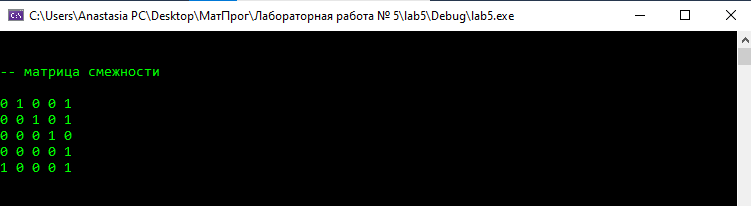 C:\Users\Anastasia PC\Desktop\МатПрог\Лабораторная работа № 5\lab5\Debug\lab5.exe
-- матрица смежности
0 1 0 0 1
0 0 1 0 1
0 0 0 1 0
0 0 0 0 1
1 0 0 0 1